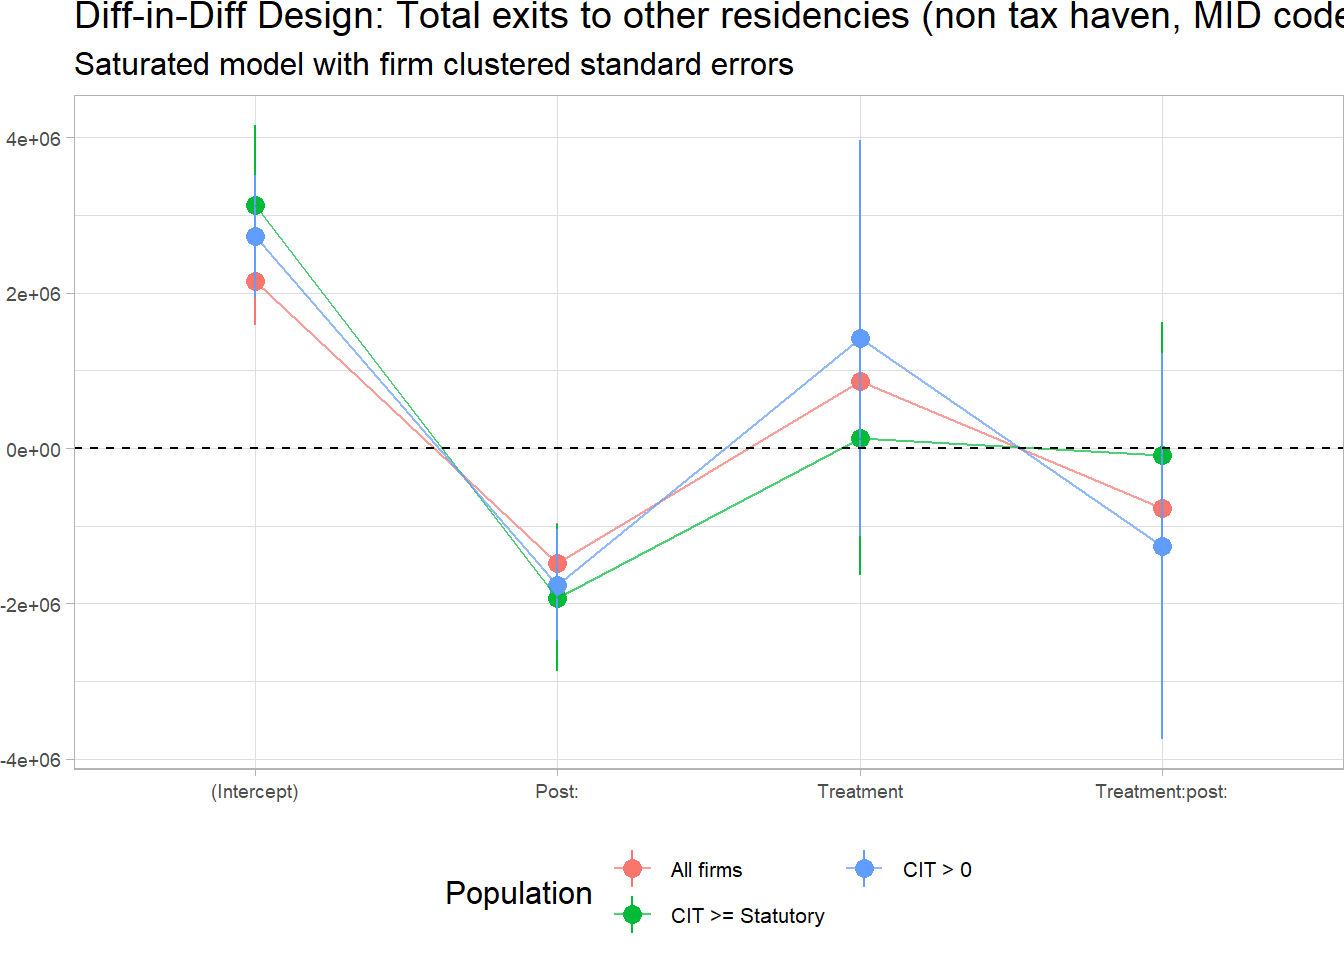 Diff-in-Diff Design: Total exits to other residencies (non tax haven, MID code
Saturated model with firm clustered standard errors
4e+06
2e+06
0e+00
-2e+06
-4e+06
(Intercept) Post: Treatment Treatment:post:
Population
All firms CIT > 0
CIT >= Statutory